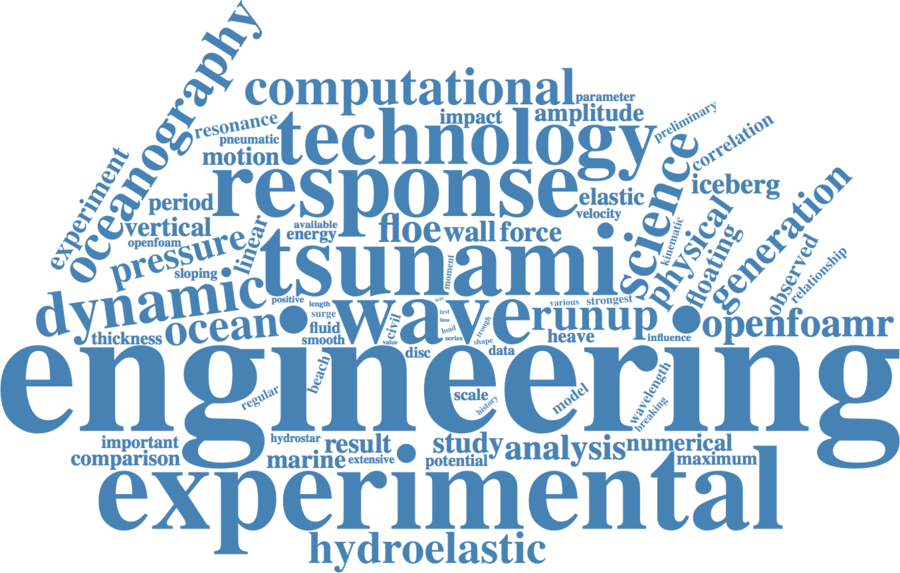 oceanography
computational
parameter
resonance
impact
amplitude
preliminary
pneumatic
technology
correlation
motion
experiment
response
science
iceberg
period
elastic
velocity
vertical
linear
available
energy
floe
wall
force
kinematic
physical
generation
openfoam
pressure
tsunami
moment
floating
observed
sloping
relationship
dynamic
positive
length
surge
wave
test
time
load
series
various
strongest
runup
openfoamr
thickness
ocean
fluid
smooth
civil
value
trough
shape
heave
influence
disc
data
engineering
beach
regular
scale
history
model
wavelength
breaking
important
hydrostar
result
study
analysis
numerical
comparison
marine
extensive
potential
maximum
experimental
hydroelastic